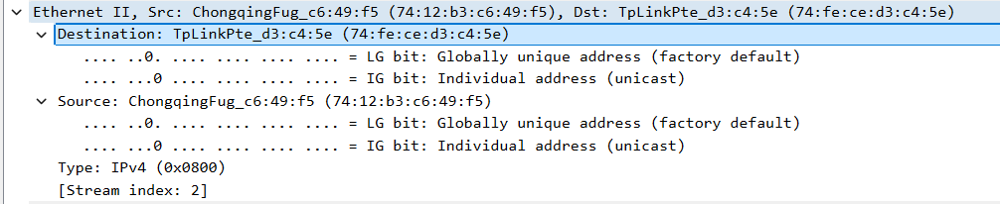 Ethernet II, Src: ChongqingFug_c6:49:f5 (74:12:b3:c6:49:f5), Dst: TpLinkPte_d3:c4:5e (74:fe:ce:d3:c4:5e)
Destination: TpLinkPte_d3:c4:5e (74:fe:ce:d3:c4:5e)
.... ..0. .... .... .... .... = LG bit: Globally unique address (factory default)
.... ...0 .... .... .... .... = IG bit: Individual address (unicast)
Source: ChongqingFug_c6:49:f5 (74:12:b3:c6:49:f5)
.... ..0. .... .... .... .... = LG bit: Globally unique address (factory default)
.... ...0 .... .... .... .... = IG bit: Individual address (unicast)
Type: IPv4 (0x0800)
[Stream index: 2]